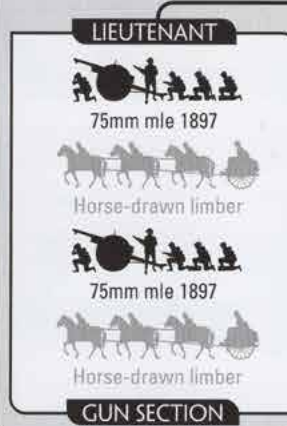 LIEUTENANT
75mm mle 1897
Horse-drawn limber
75mm mle 1897
Horse-drawn limber
GUN SECTION